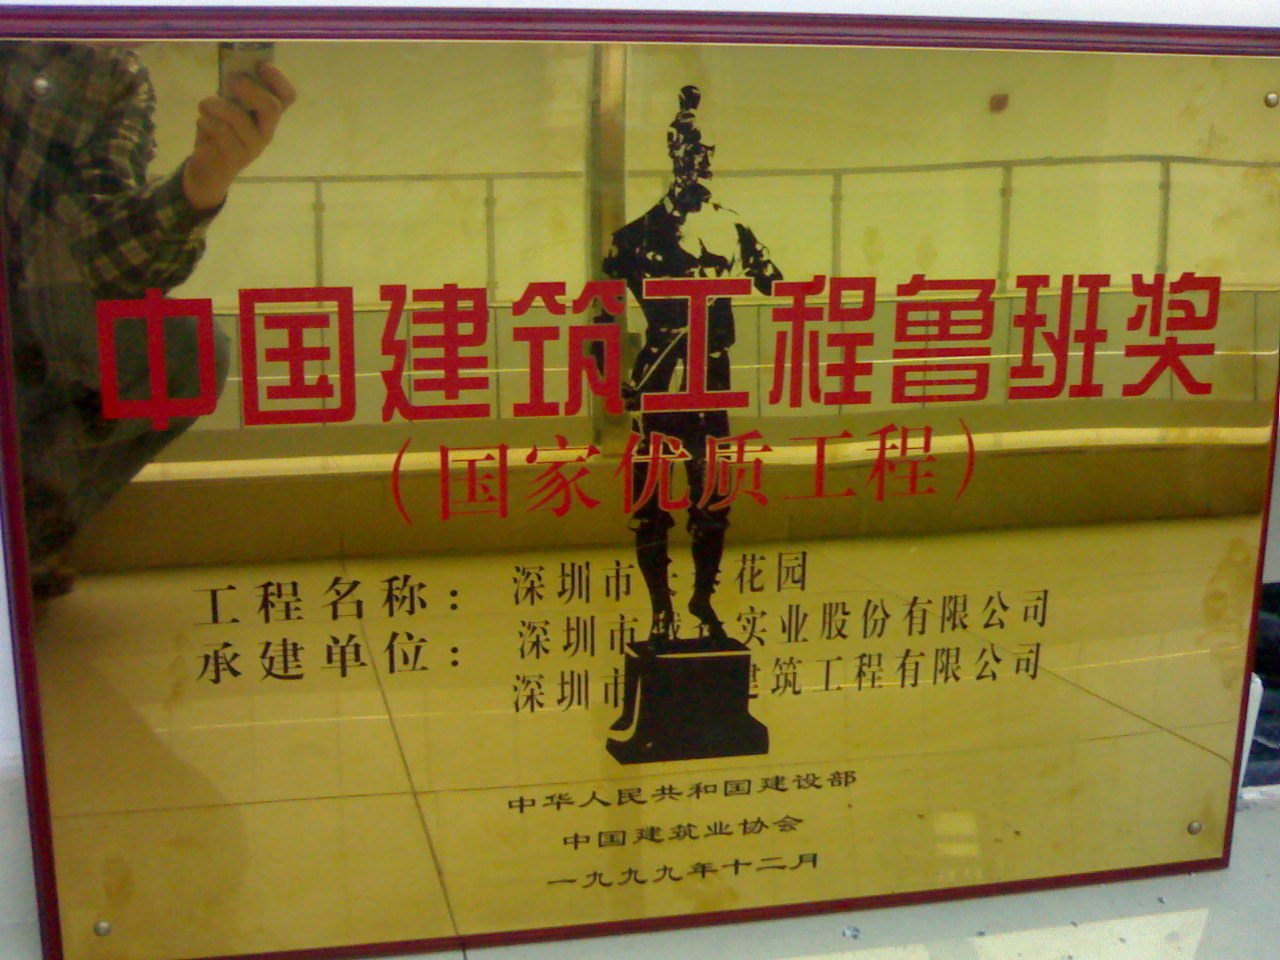 中国建筑工程鲁班奖
（国家优质工程）
工程名称： 深圳市 花园
承建单位： 深圳市 实业股份有限公司
深圳市 建筑工程有限公司
中华人民共和国建设部
中国建筑业协会
一九九九年十二月